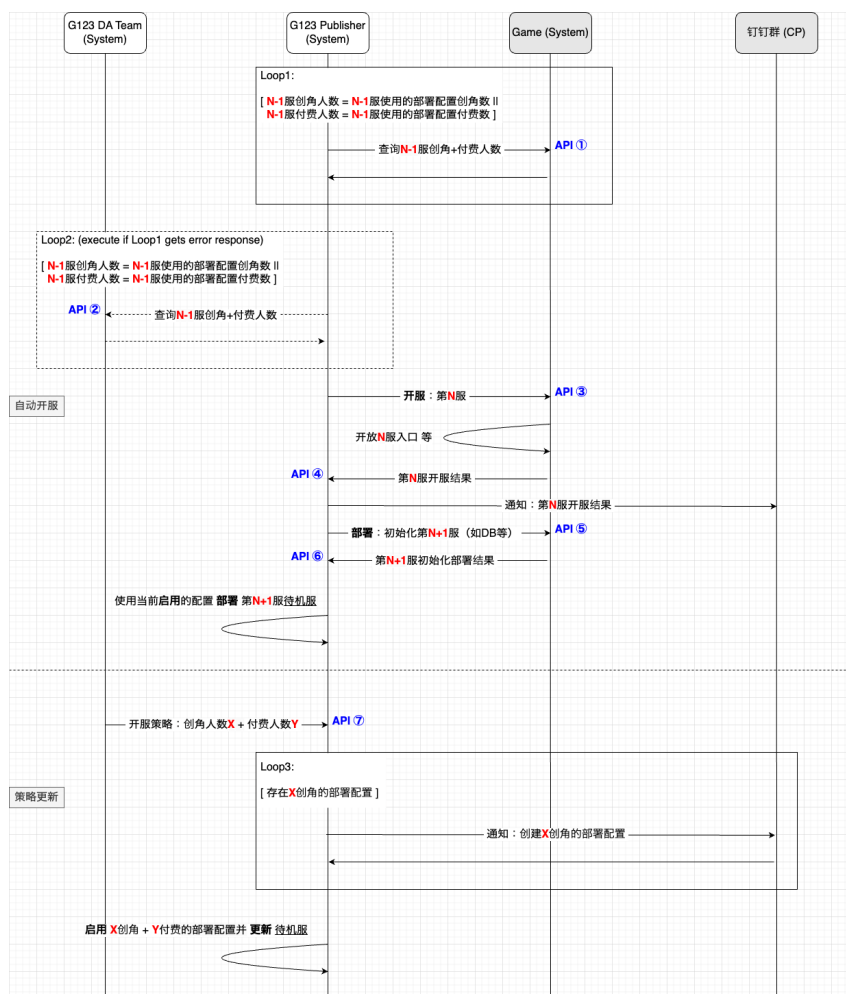 G123 DA Team
(System)
G123 Publisher
(System)
Game (System)
钉钉群 (CP)
Loop1:
[ N-1服创角人数 = N-1服使用的部署配置创角数 ||
N-1服付费人数 = N-1服使用的部署配置付费数 ]
查询N-1服创角+付费人数
API ①
Loop2: (execute if Loop1 gets error response)
[ N-1服创角人数 = N-1服使用的部署配置创角数 ||
N-1服付费人数 = N-1服使用的部署配置付费数 ]
API ②
查询N-1服创角+付费人数
自动开服
开服：第N服
API ③
开放N服入口 等
API ④
第N服开服结果
通知：第N服开服结果
部署：初始化第N+1服（如DB等）
API ⑤
API ⑥
第N+1服初始化部署结果
使用当前启用的配置 部署 第N+1服待机服
开服策略：创角人数X + 付费人数Y
API ⑦
Loop3:
[ 存在X创角的部署配置 ]
策略更新
通知：创建X创角的部署配置
启用 X创角 + Y付费的部署配置并 更新 待机服